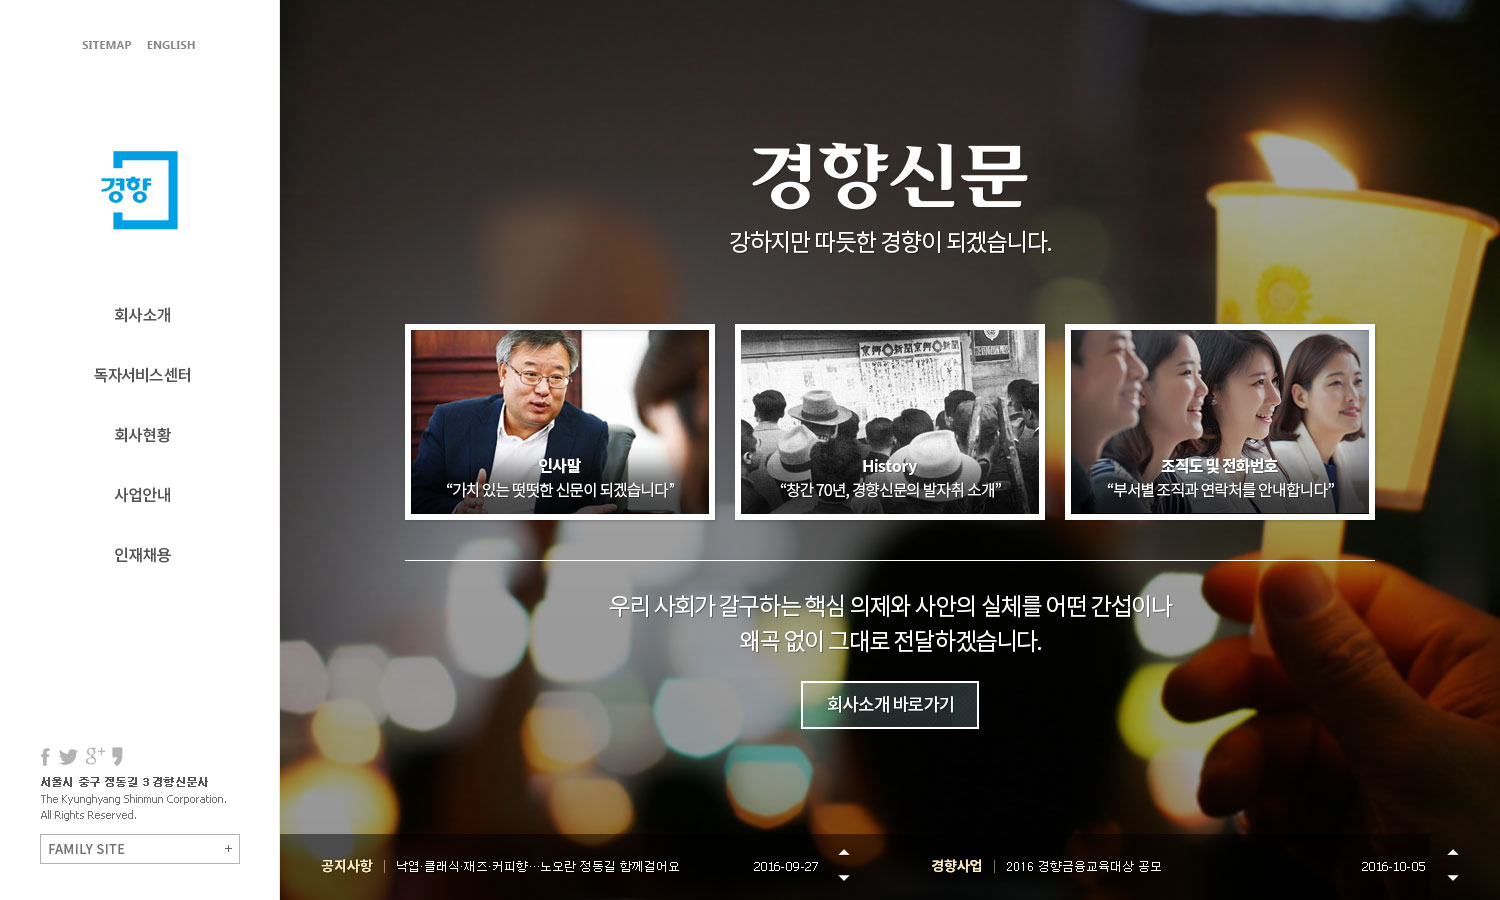 SITEMAP ENGLISH
경향
회사소개
독자서비스센터
회사현황
사업안내
인재채용
서울시 중구 정동길 3 경향신문사
The Kyunghyang Shinmun Corporation.
All Rights Reserved.
FAMILY SITE +
경향신문
강하지만 따듯한 경향이 되겠습니다.
인사말
“가치 있는 떳떳한 신문이 되겠습니다”
京鄕新聞 京鄕新聞
History
“창간 70년, 경향신문의 발자취 소개”
조직도 및 전화번호
“부서별 조직과 연락처를 안내합니다”
우리 사회가 갈구하는 핵심 의제와 사안의 실체를 어떤 간섭이나
왜곡 없이 그대로 전달하겠습니다.
회사소개 바로가기
공지사항 | 낙엽·클래식·재즈·커피향…노오란 정동길 함께걸어요 2016-09-27
경향사업 | 2016 경향금융교육대상 공모 2016-10-05